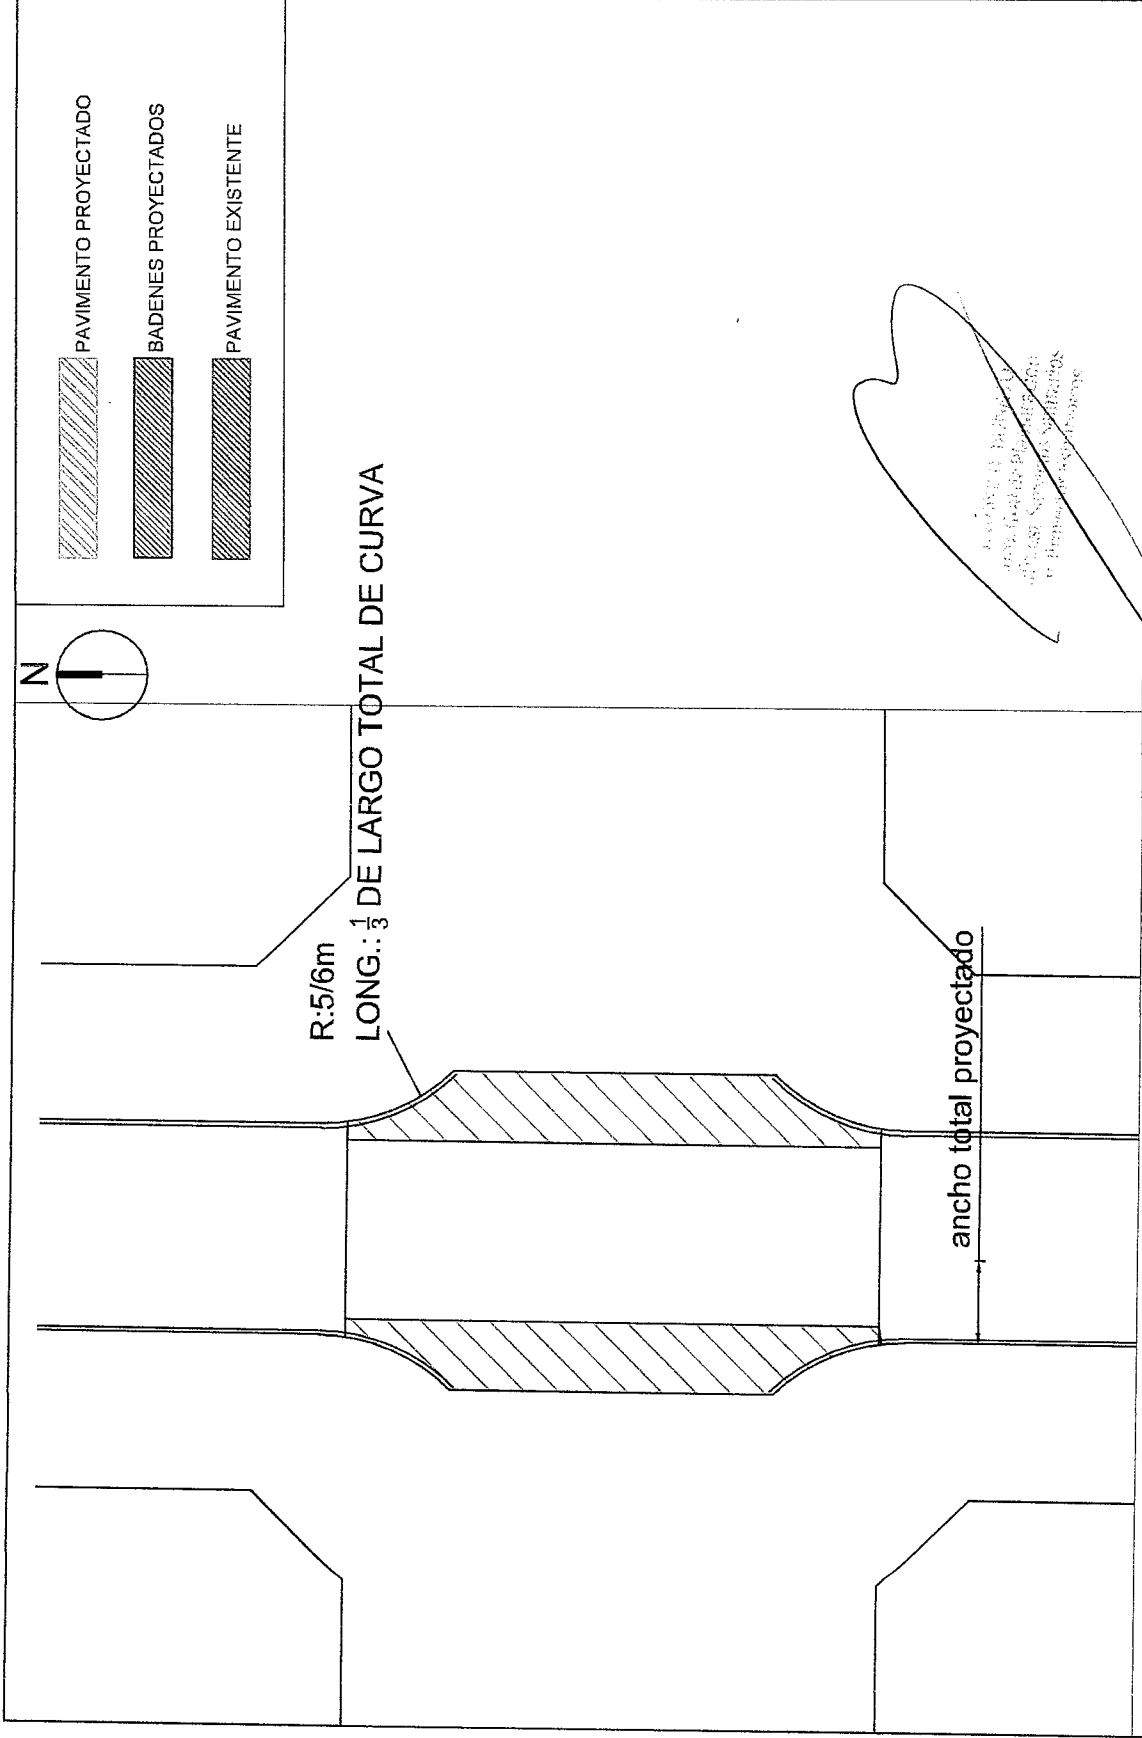 PAVIMENTO PROYECTADO
BADENES PROYECTADOS
PAVIMENTO EXISTENTE
N
R:5/6m
LONG.: 1/3 DE LARGO TOTAL DE CURVA
ancho total proyectado